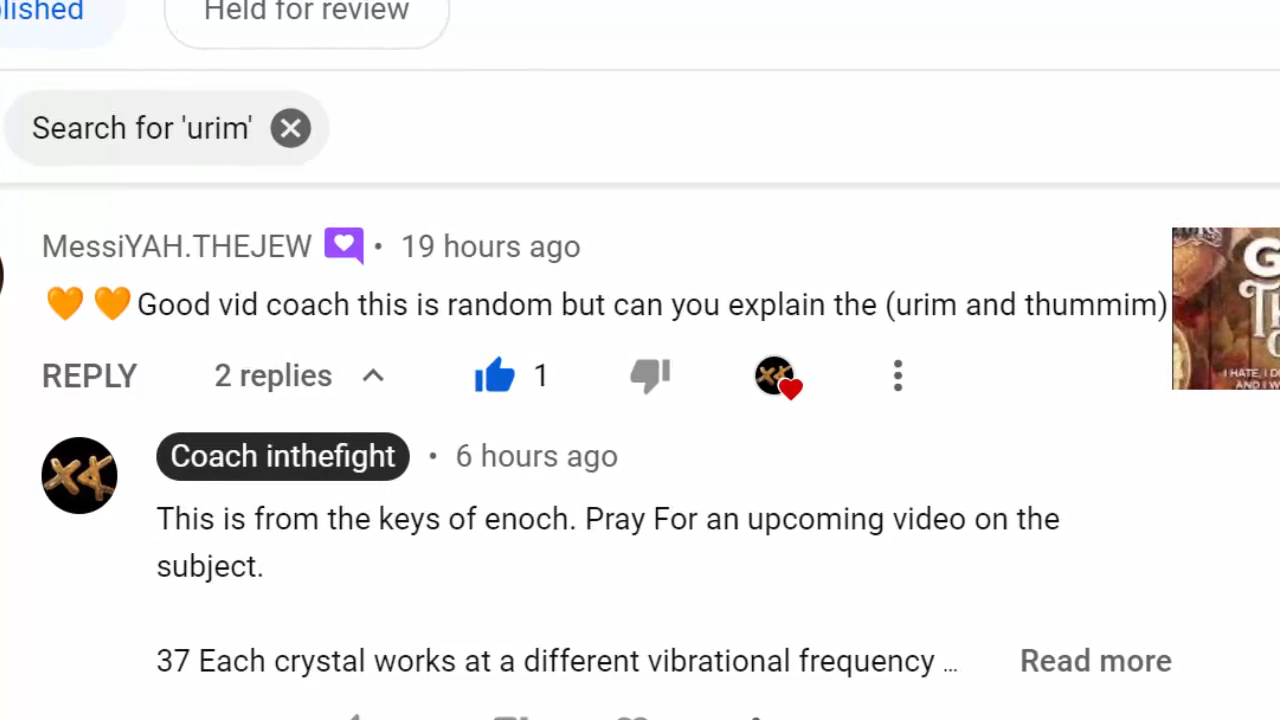 lished
Held for review
Search for 'urim'
MessiYAH.THEJEW • 19 hours ago
🧡 🧡 Good vid coach this is random but can you explain the (urim and thummim)
REPLY 2 replies 1
I HATE, I D
AND I W
Coach inthefight • 6 hours ago
This is from the keys of enoch. Pray For an upcoming video on the
subject.
37 Each crystal works at a different vibrational frequency ... Read more